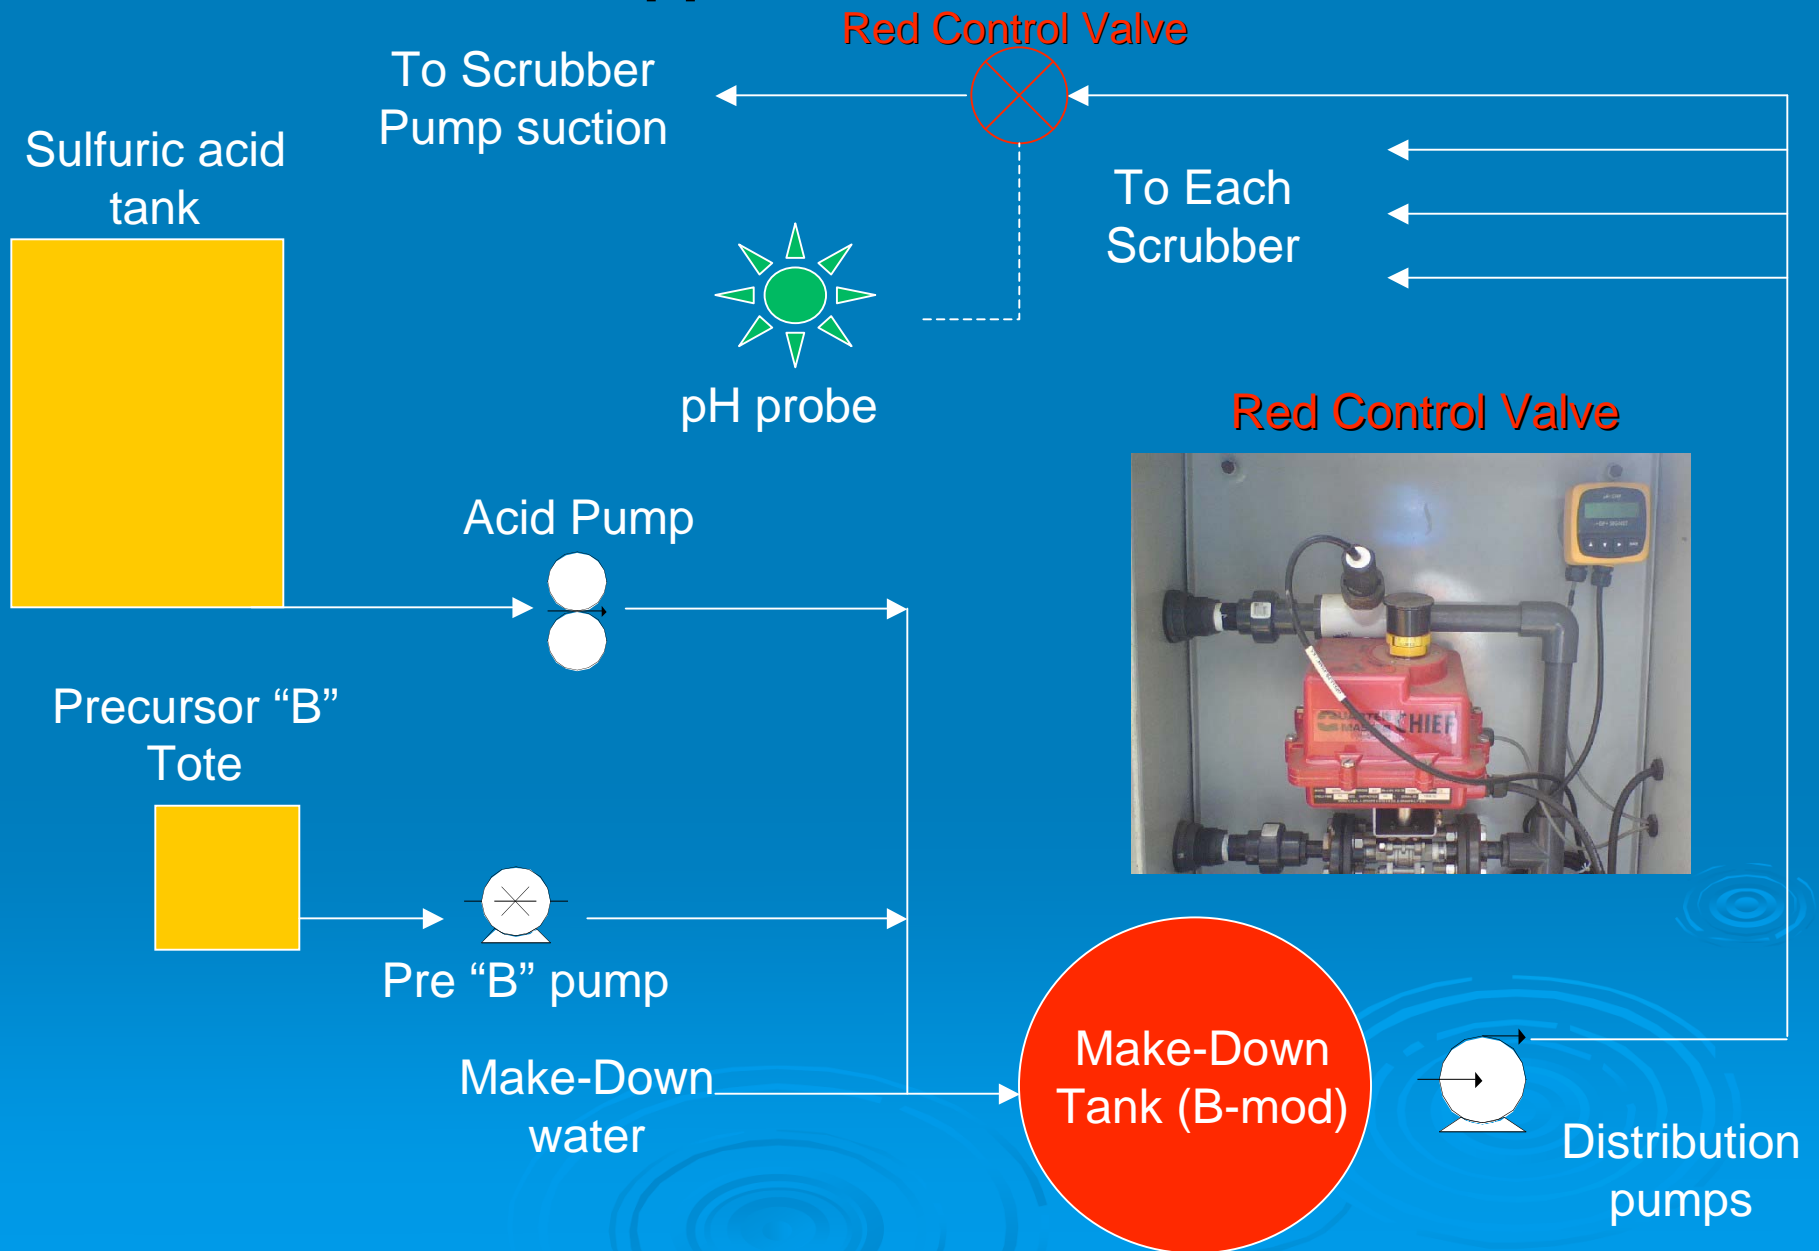 Red Control Valve
To Scrubber
Pump suction
Sulfuric acid
tank
To Each
Scrubber
pH probe
Red Control Valve
Acid Pump
Precursor “B”
Tote
CHIEF
Pre “B” pump
Make-Down
water
Make-Down
Tank (B-mod)
Distribution
pumps